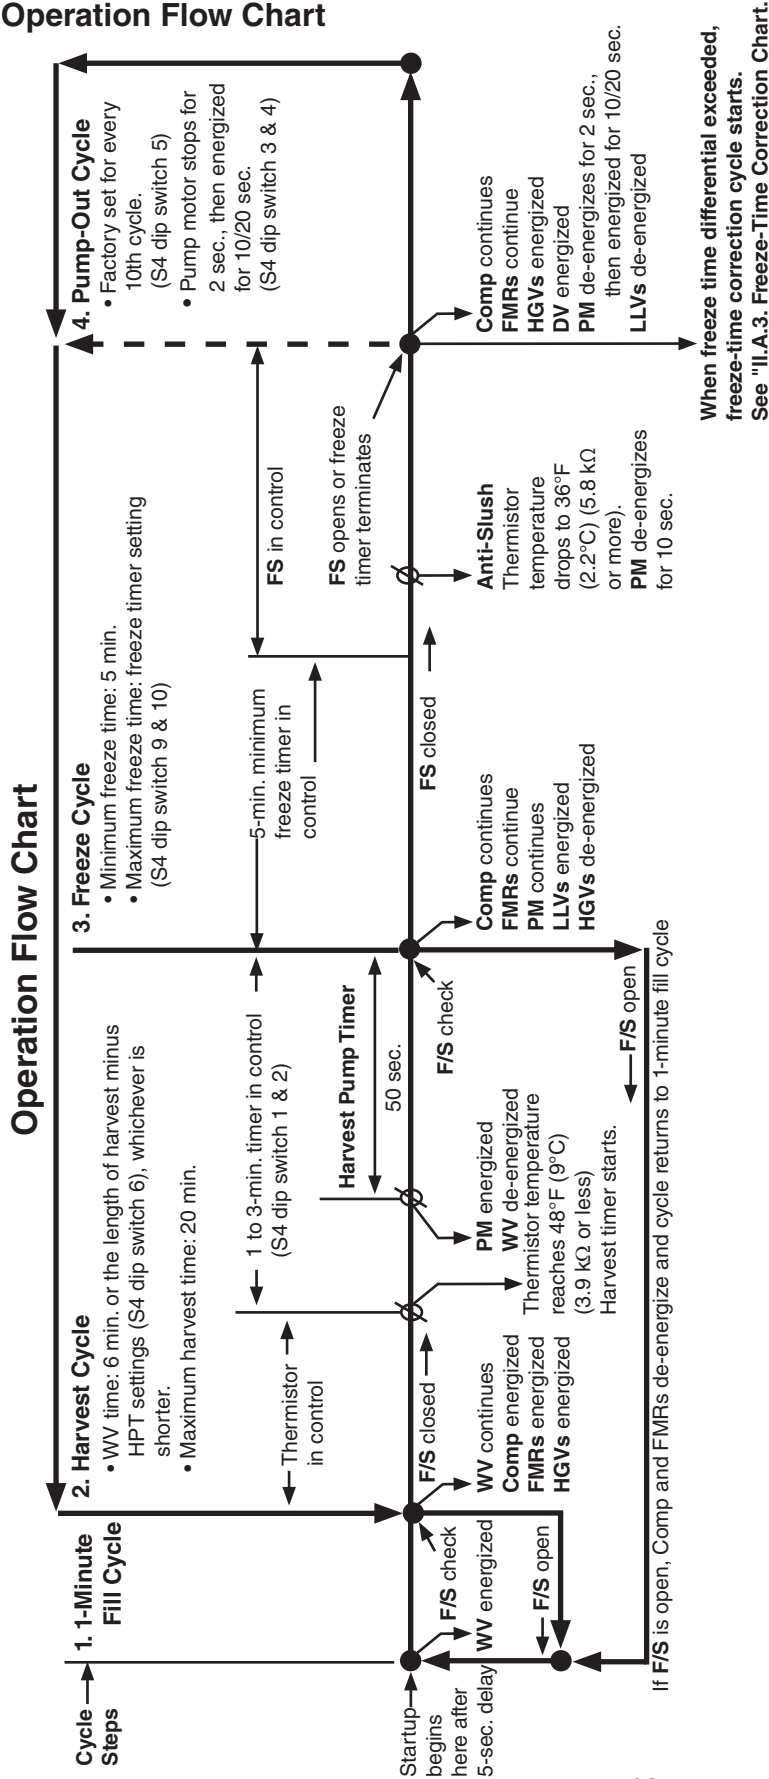 Operation Flow Chart
Operation Flow Chart
Cycle
Steps
1. 1-Minute
Fill Cycle
2. Harvest Cycle
• WV time: 6 min. or the length of harvest minus
HPT settings (S4 dip switch 6), whichever is
shorter.
• Maximum harvest time: 20 min.
3. Freeze Cycle
• Minimum freeze time: 5 min.
• Maximum freeze time: freeze timer setting
(S4 dip switch 9 & 10)
4. Pump-Out Cycle
• Factory set for every
10th cycle.
(S4 dip switch 5)
• Pump motor stops for
2 sec., then energized
for 10/20 sec.
(S4 dip switch 3 & 4)
Thermistor
in control
1 to 3-min. timer in control
(S4 dip switch 1 & 2)
Harvest Pump Timer
50 sec.
5-min. minimum
freeze timer in
control
FS in control
FS opens or freeze
timer terminates
Startup
begins
here after
5-sec. delay
F/S check
WV energized
F/S open
F/S closed
WV continues
Comp energized
FMRs energized
HGVs energized
Thermistor temperature
reaches 48°F (9°C)
(3.9 kΩ or less)
Harvest timer starts.
PM energized
WV de-energized
F/S check
F/S open
Comp continues
FMRs continue
PM continues
LLVs energized
HGVs de-energized
FS closed
Anti-Slush
Thermistor
temperature
drops to 36°F
(2.2°C) (5.8 kΩ
or more).
PM de-energizes
for 10 sec.
Comp continues
FMRs continue
HGVs energized
DV energized
PM de-energizes for 2 sec.,
then energized for 10/20 sec.
LLVs de-energized
If F/S is open, Comp and FMRs de-energize and cycle returns to 1-minute fill cycle
When freeze time differential exceeded,
freeze-time correction cycle starts.
See "II.A.3. Freeze-Time Correction Chart.